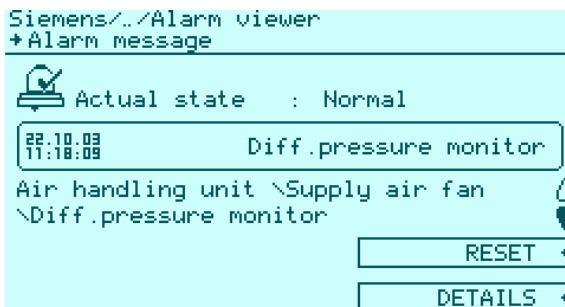 Siemens/../Alarm viewer
Alarm message
Actual state : Normal
22.10.03
11:18:09
Diff.pressure monitor
Air handling unit \Supply air fan
\Diff.pressure monitor
RESET
DETAILS